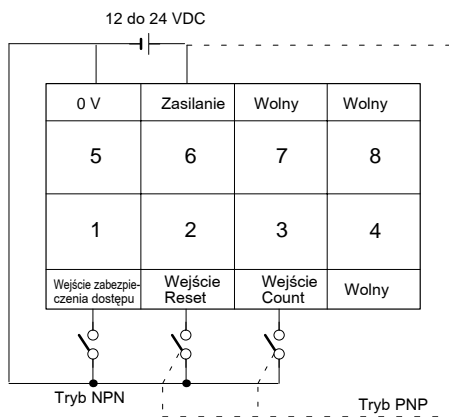 12 do 24 VDC
0 V Zasilanie Wolny Wolny
5 6 7 8
1 2 3 4
Wejście zabezpie-
czenia dostępu
Wejście
Reset
Wejście
Count
Wolny
Tryb NPN
Tryb PNP